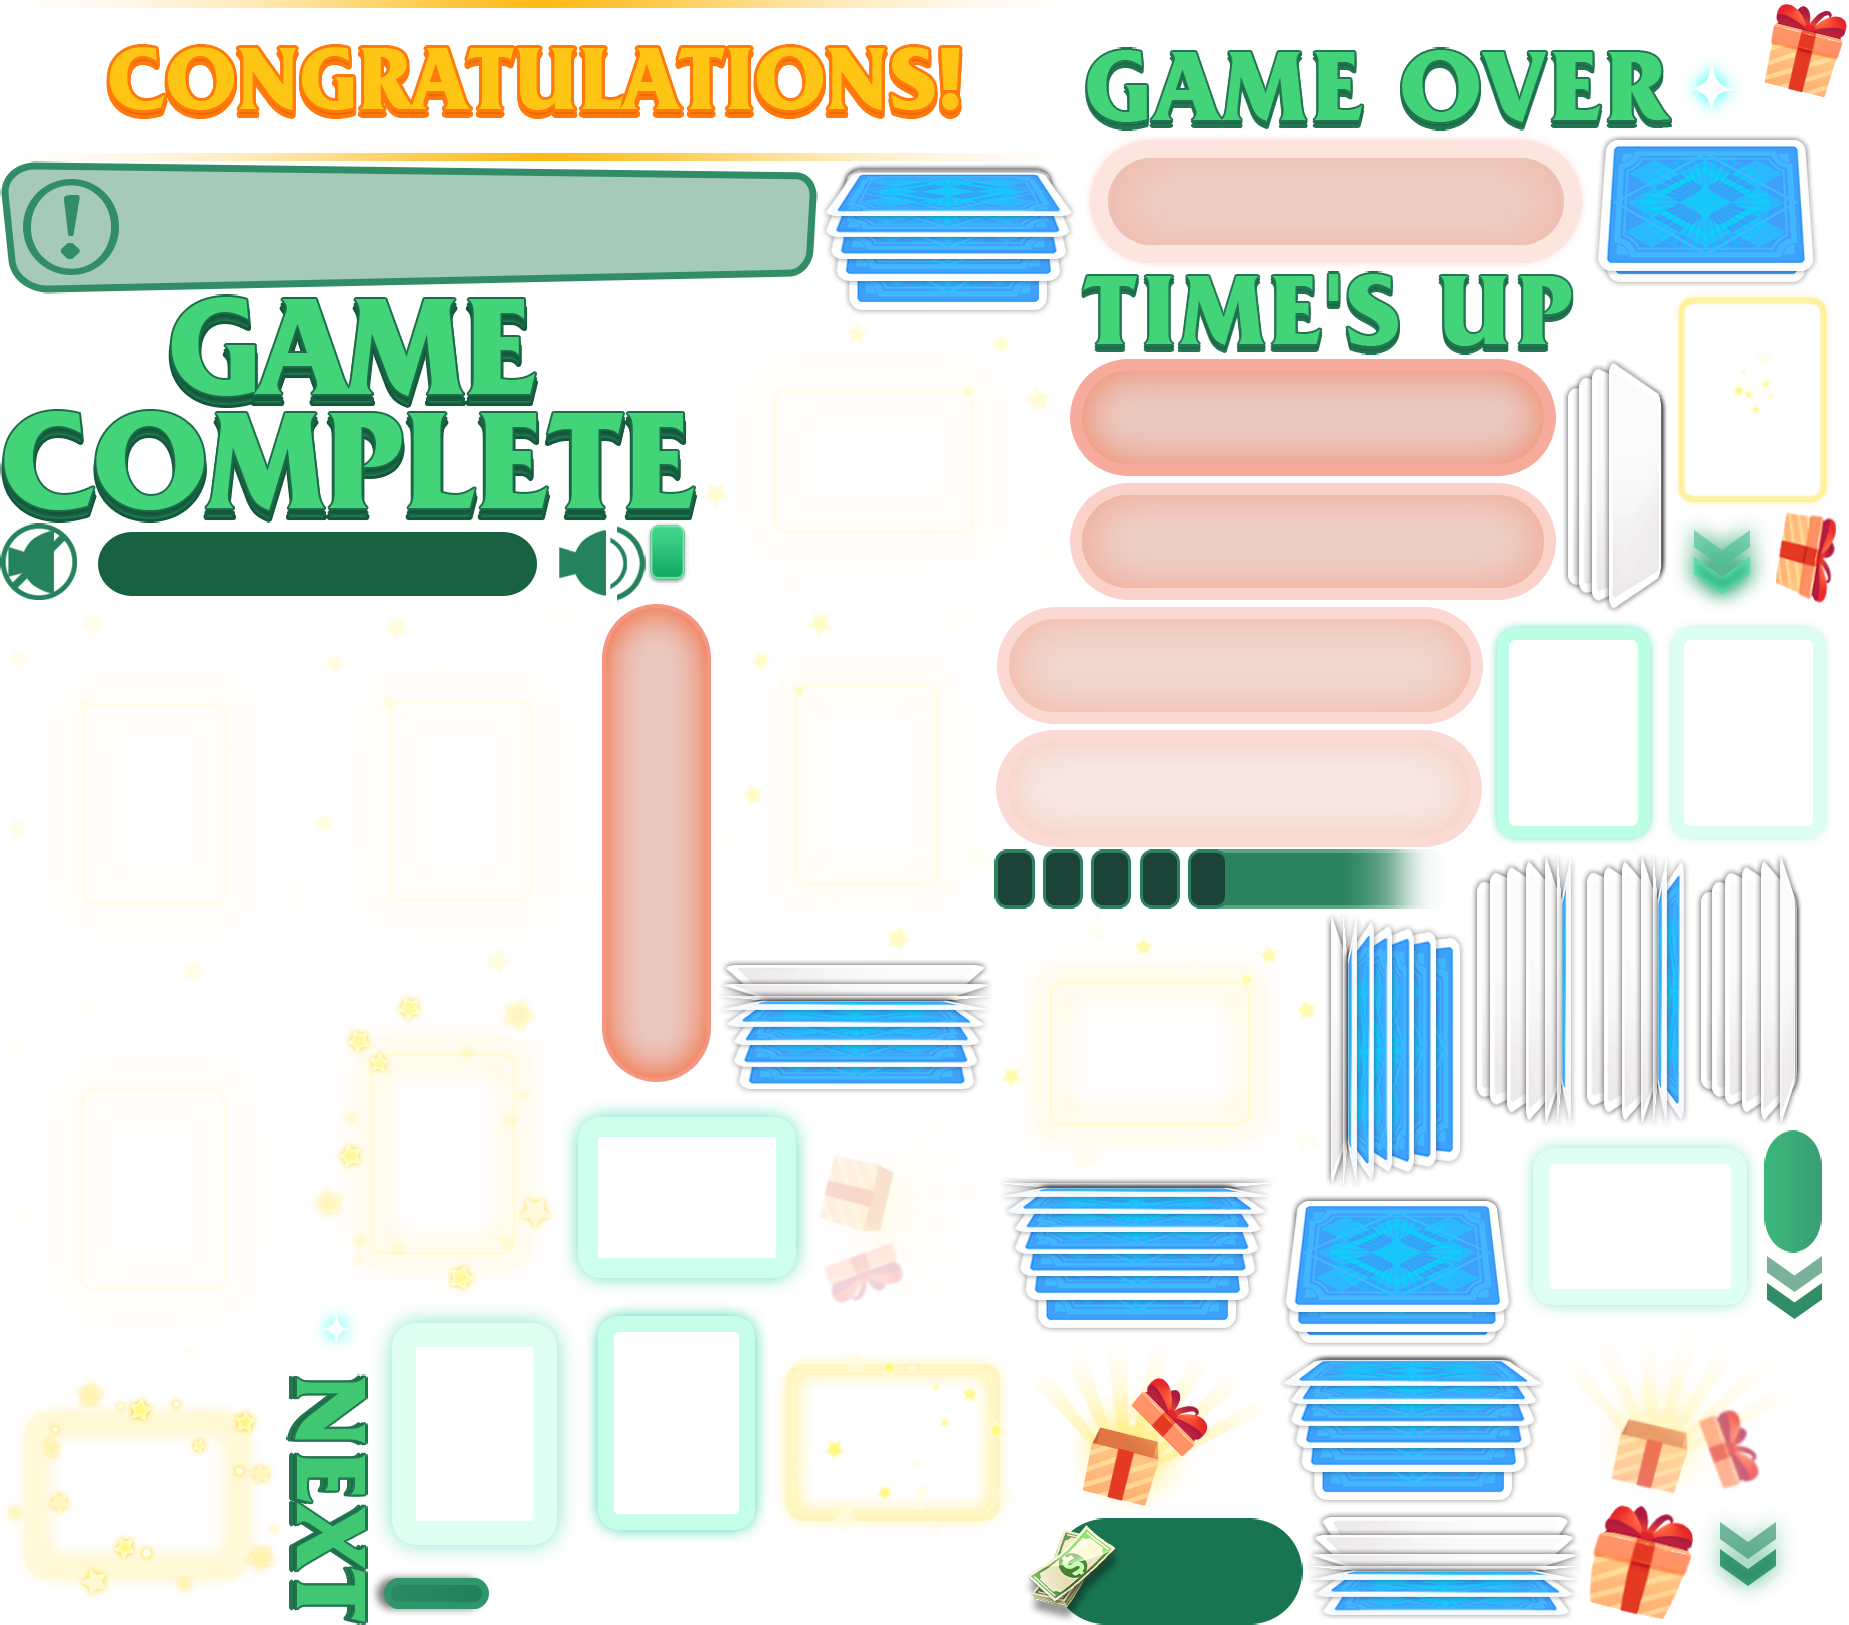 CONGRATULATIONS!
GAME OVER
!
TIME'S UP
GAME
COMPLETE
NEXT
$